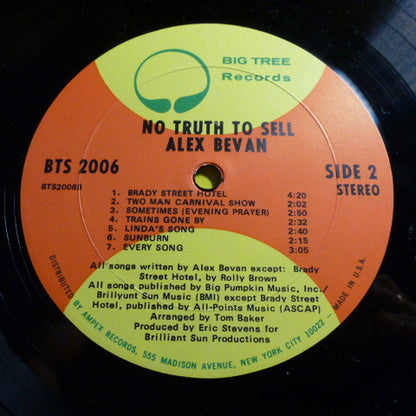 BIG TREE
Records
NO TRUTH TO SELL
ALEX BEVAN
BTS 2006
BTS2006B
SIDE 2
STEREO
1. BRADY STREET HOTEL 4:20
2. TWO MAN CARNIVAL SHOW 2:02
3. SOMETIMES (EVENING PRAYER) 2:50
4. TRAINS GONE BY 2:32
5. LINDA'S SONG 2:40
6. SUNBURN 2:15
7. EVERY SONG 3:05
All songs written by Alex Bevan except: Brady
Street Hotel, by Rolly Brown
All songs published by Big Pumpkin Music, Inc./
Brillyunt Sun Music (BMI) except Brady Street
Hotel, published by All-Points Music (ASCAP)
Arranged by Tom Baker
Produced by Eric Stevens for
Brilliant Sun Productions
DISTRIBUTED BY AMPEX RECORDS, 555 MADISON AVENUE, NEW YORK CITY 10022 – MADE IN U.S.A.